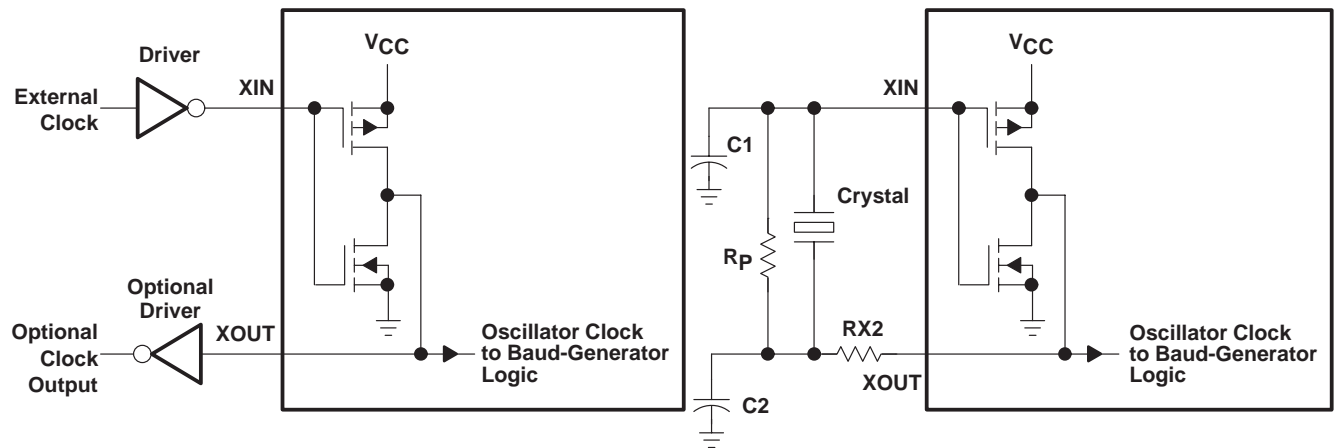 Driver
External
Clock
XIN
VCC
Optional
Driver
Optional
Clock
Output
XOUT
Oscillator Clock
to Baud-Generator
Logic
VCC
XIN
C1
Crystal
RP
RX2
XOUT
C2
Oscillator Clock
to Baud-Generator
Logic